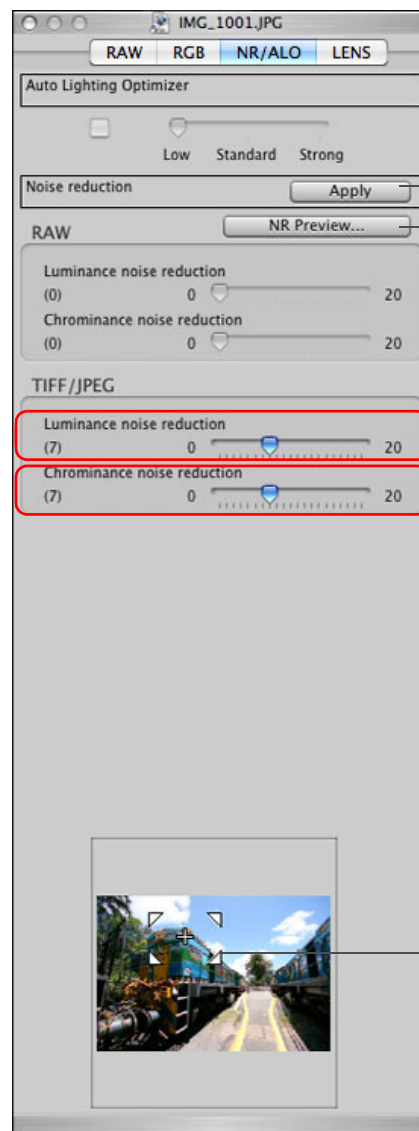 IMG_1001.JPG
RAW RGB NR/ALO LENS
Auto Lighting Optimizer
Low Standard Strong
Noise reduction Apply
RAW NR Preview...
Luminance noise reduction
(0) 0 20
Chrominance noise reduction
(0) 0 20
TIFF/JPEG
Luminance noise reduction
(7) 0 20
Chrominance noise reduction
(7) 0 20